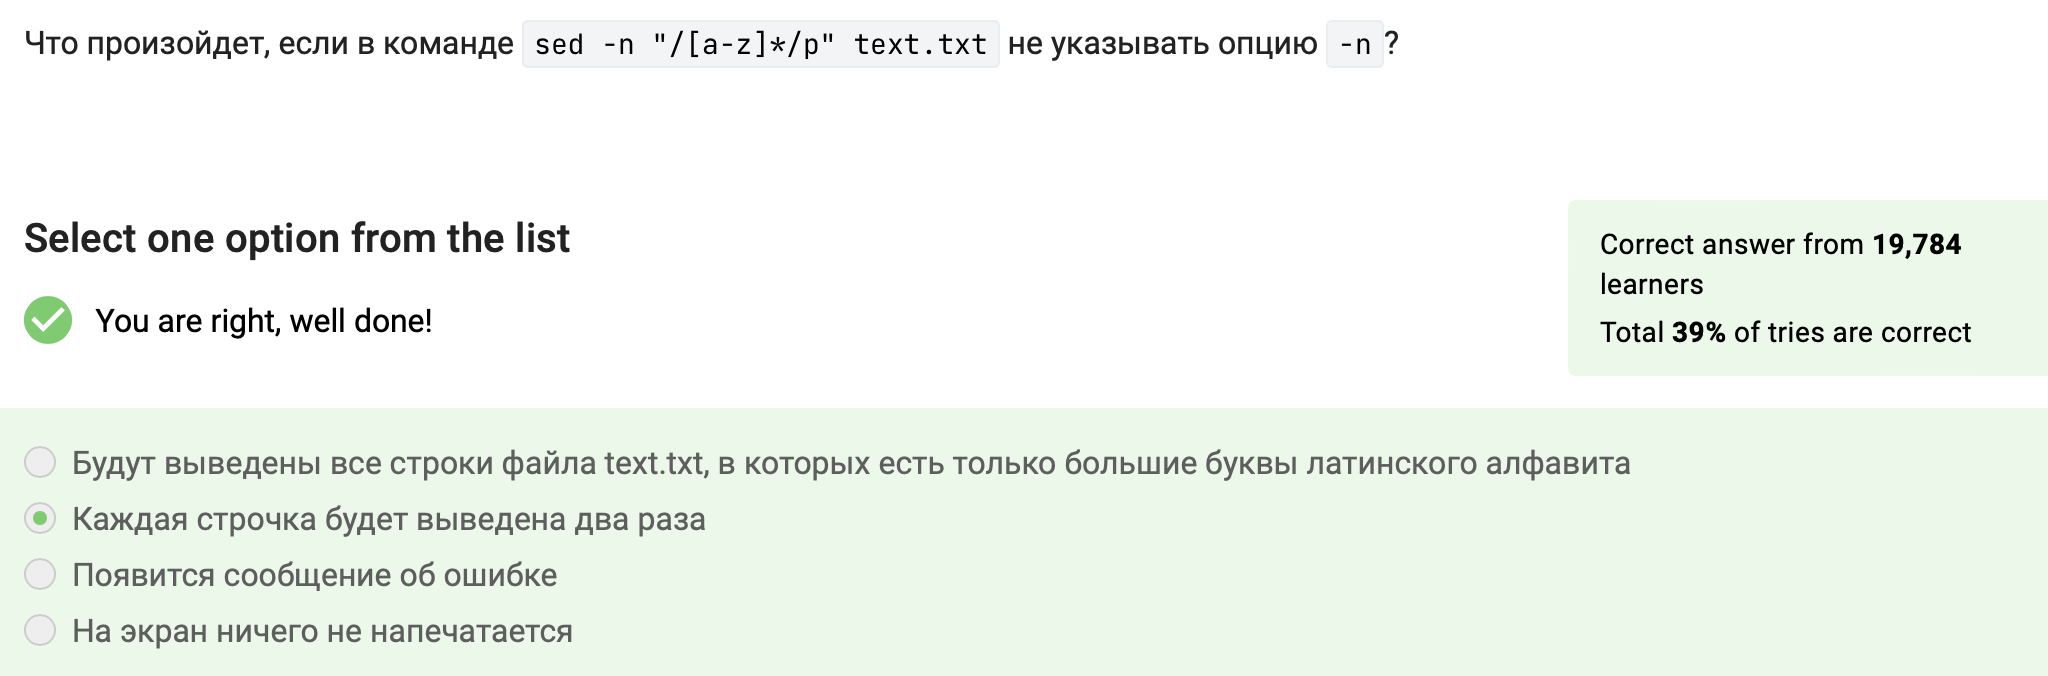 Что произойдет, если в команде sed -n "/[a-z]*/p" text.txt не указывать опцию -n?
Select one option from the list
You are right, well done!
Correct answer from 19,784
learners
Total 39% of tries are correct
Будут выведены все строки файла text.txt, в которых есть только большие буквы латинского алфавита
Каждая строчка будет выведена два раза
Появится сообщение об ошибке
На экран ничего не напечатается